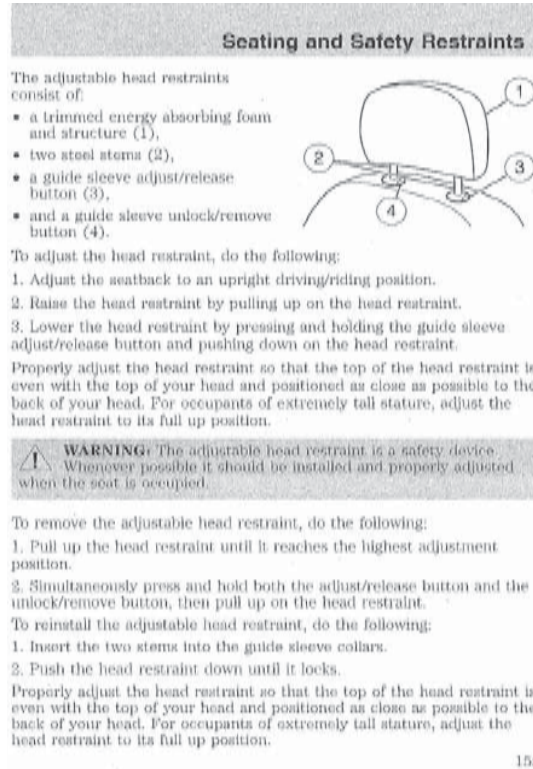 Seating and Safety Restraints
The adjustable head restraints
consist of:
• a trimmed energy absorbing foam
and structure (1),
• two steel stems (2),
• a guide sleeve adjust/release
button (3),
• and a guide sleeve unlock/remove
button (4).
1
2
3
4
To adjust the head restraint, do the following:
1. Adjust the seatback to an upright driving/riding position.
2. Raise the head restraint by pulling up on the head restraint.
3. Lower the head restraint by pressing and holding the guide sleeve
adjust/release button and pushing down on the head restraint.
Properly adjust the head restraint so that the top of the head restraint is
even with the top of your head and positioned as close as possible to the
back of your head. For occupants of extremely tall stature, adjust the
head restraint to its full up position.
WARNING: The adjustable head restraint is a safety device.
Whenever possible it should be installed and properly adjusted
when the seat is occupied.
To remove the adjustable head restraint, do the following:
1. Pull up the head restraint until it reaches the highest adjustment
position.
2. Simultaneously press and hold both the adjust/release button and the
unlock/remove button, then pull up on the head restraint.
To reinstall the adjustable head restraint, do the following:
1. Insert the two stems into the guide sleeve collars.
2. Push the head restraint down until it locks.
Properly adjust the head restraint so that the top of the head restraint is
even with the top of your head and positioned as close as possible to the
back of your head. For occupants of extremely tall stature, adjust the
head restraint to its full up position.